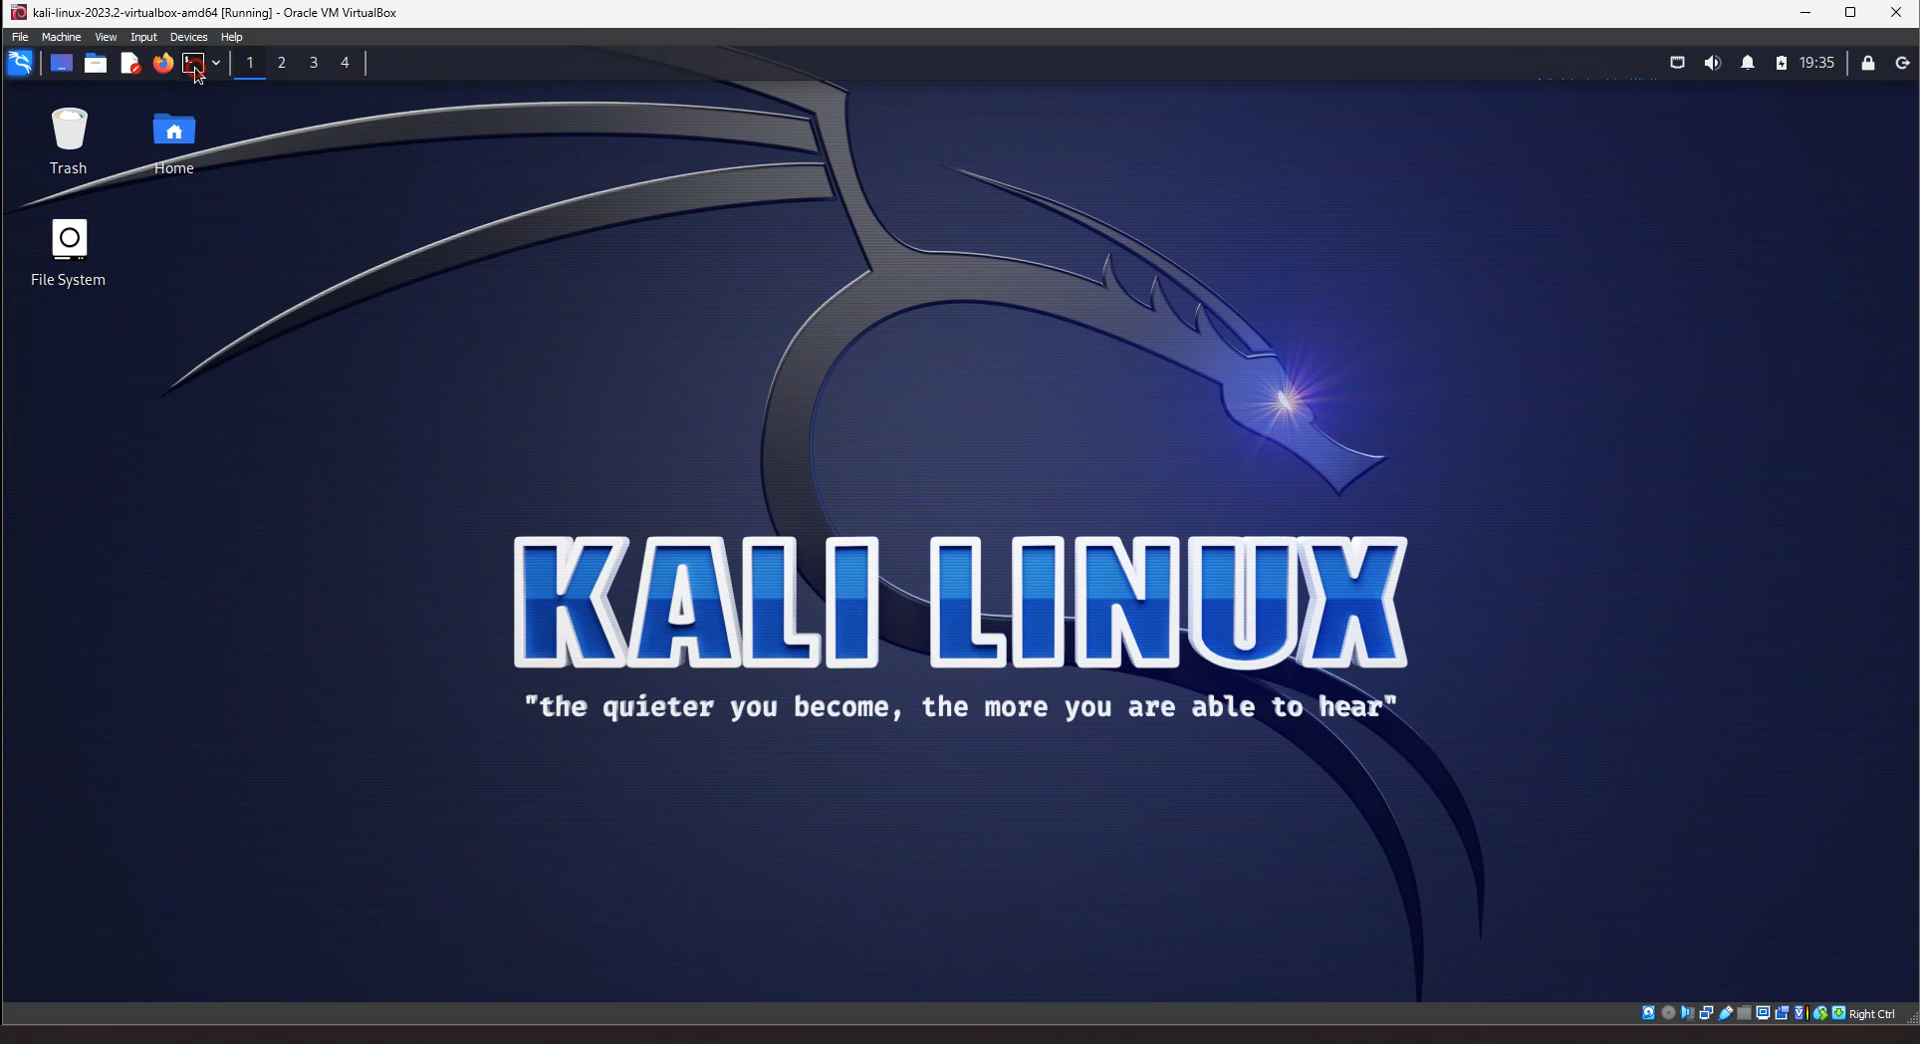 kali-linux-2023.2-virtualbox-amd64 [Running] - Oracle VM VirtualBox
File Machine View Input Devices Help
1 2 3 4 19:35
Trash Home
File System
KALI LINUX
"the quieter you become, the more you are able to hear"
Right Ctrl